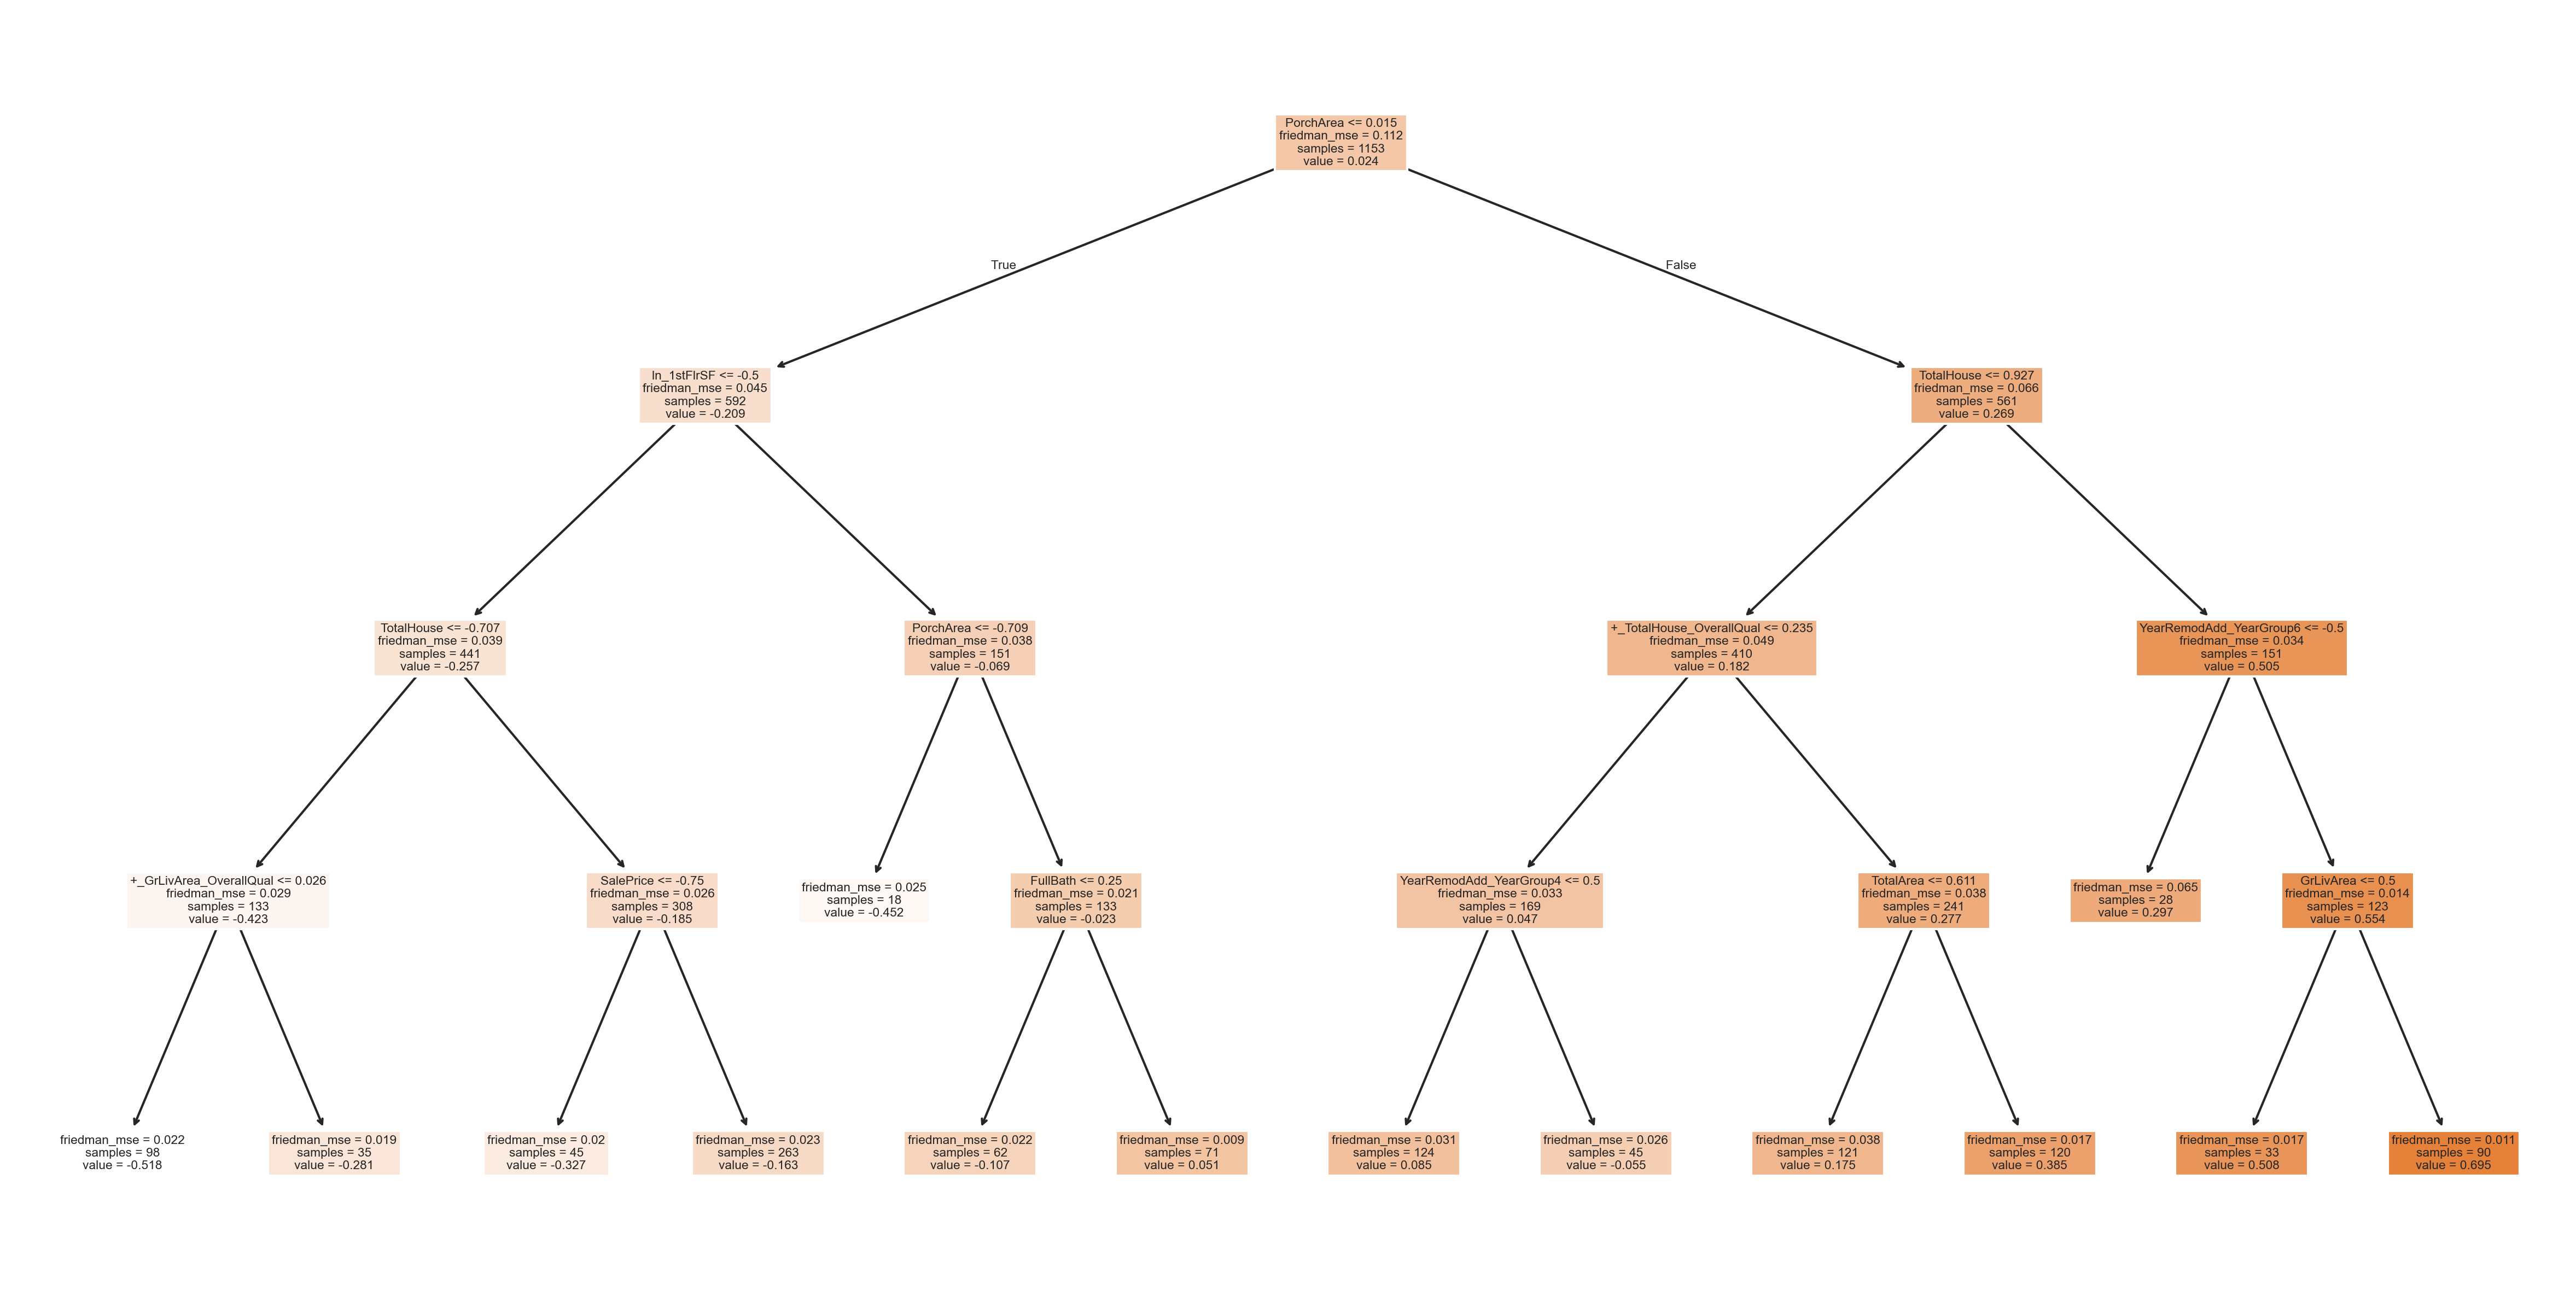 PorchArea <= 0.015
friedman_mse = 0.112
samples = 1153
value = 0.024
True
False
ln_1stFlrSF <= -0.5
friedman_mse = 0.045
samples = 592
value = -0.209
TotalHouse <= 0.927
friedman_mse = 0.066
samples = 561
value = 0.269
TotalHouse <= -0.707
friedman_mse = 0.039
samples = 441
value = -0.257
PorchArea <= -0.709
friedman_mse = 0.038
samples = 151
value = -0.069
+_TotalHouse_OverallQual <= 0.235
friedman_mse = 0.049
samples = 410
value = 0.182
YearRemodAdd_YearGroup6 <= -0.5
friedman_mse = 0.034
samples = 151
value = 0.505
+_GrLivArea_OverallQual <= 0.026
friedman_mse = 0.029
samples = 133
value = -0.423
SalePrice <= -0.75
friedman_mse = 0.026
samples = 308
value = -0.185
friedman_mse = 0.025
samples = 18
value = -0.452
FullBath <= 0.25
friedman_mse = 0.021
samples = 133
value = -0.023
YearRemodAdd_YearGroup4 <= 0.5
friedman_mse = 0.033
samples = 169
value = 0.047
TotalArea <= 0.611
friedman_mse = 0.038
samples = 241
value = 0.277
friedman_mse = 0.065
samples = 28
value = 0.297
GrLivArea <= 0.5
friedman_mse = 0.014
samples = 123
value = 0.554
friedman_mse = 0.022
samples = 98
value = -0.518
friedman_mse = 0.019
samples = 35
value = -0.281
friedman_mse = 0.02
samples = 45
value = -0.327
friedman_mse = 0.023
samples = 263
value = -0.163
friedman_mse = 0.022
samples = 62
value = -0.107
friedman_mse = 0.009
samples = 71
value = 0.051
friedman_mse = 0.031
samples = 124
value = 0.085
friedman_mse = 0.026
samples = 45
value = -0.055
friedman_mse = 0.038
samples = 121
value = 0.175
friedman_mse = 0.017
samples = 120
value = 0.385
friedman_mse = 0.017
samples = 33
value = 0.508
friedman_mse = 0.011
samples = 90
value = 0.695